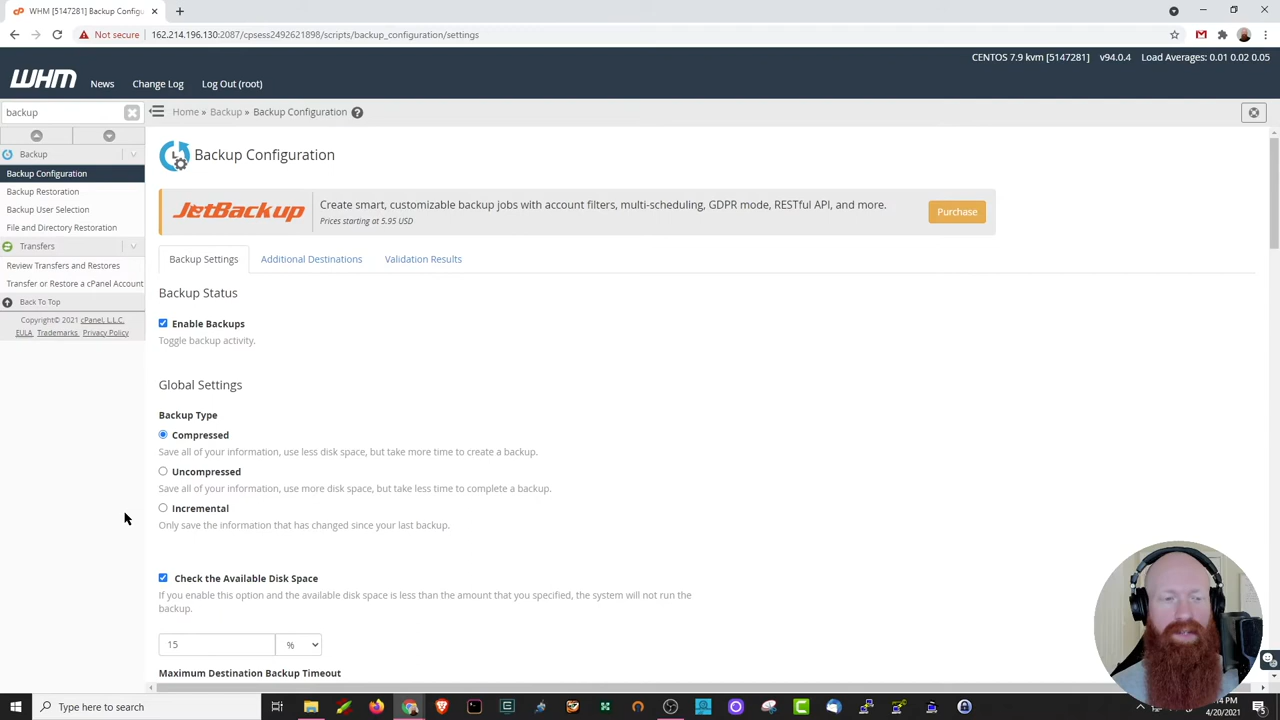 WHM [5147281] Backup Configu
Not secure
162.214.196.130:2087/cpsess2492621898/scripts/backup_configuration/settings
CENTOS 7.9 kvm [5147281] v94.0.4 Load Averages: 0.01 0.02 0.05
WHM News Change Log Log Out (root)
backup
Home » Backup » Backup Configuration
Backup
Backup Configuration
Backup Restoration
Backup User Selection
File and Directory Restoration
Transfers
Review Transfers and Restores
Transfer or Restore a cPanel Account
Back To Top
Copyright© 2021 cPanel, L.L.C.
EULA Trademarks Privacy Policy
Backup Configuration
JetBackup
Create smart, customizable backup jobs with account filters, multi-scheduling, GDPR mode, RESTful API, and more.
Prices starting at 5.95 USD
Purchase
Backup Settings Additional Destinations Validation Results
Backup Status
Enable Backups
Toggle backup activity.
Global Settings
Backup Type
Compressed
Save all of your information, use less disk space, but take more time to create a backup.
Uncompressed
Save all of your information, use more disk space, but take less time to complete a backup.
Incremental
Only save the information that has changed since your last backup.
Check the Available Disk Space
If you enable this option and the available disk space is less than the amount that you specified, the system will not run the
backup.
15 %
Maximum Destination Backup Timeout
Type here to search
4/20/2021